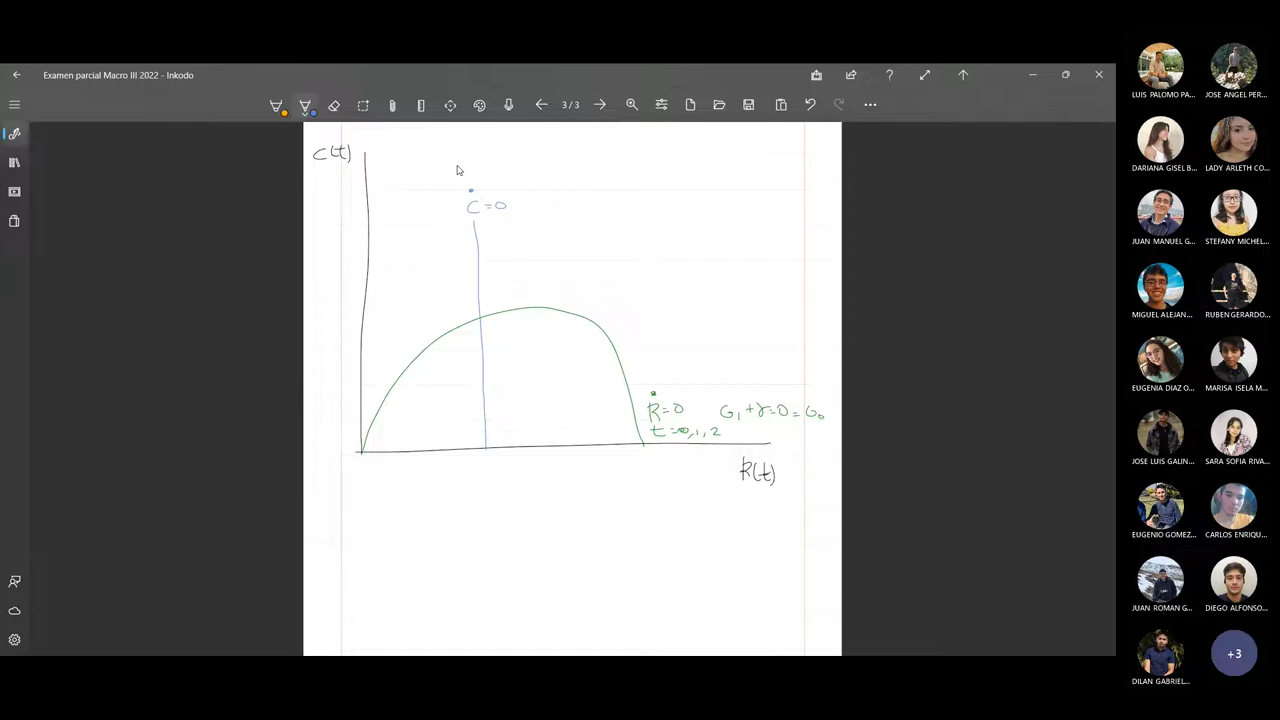 Examen parcial Macro III 2022 - Inkodo
3/3
c(t)
ċ=0
k̇=0 G₁+γ=0=G₀
t=0,1,2
k(t)
LUIS PALOMO PA...
JOSE ANGEL PER...
DARIANA GISEL B...
LADY ARLETH CO...
JUAN MANUEL G...
STEFANY MICHEL...
MIGUEL ALEJAN...
RUBEN GERARDO...
EUGENIA DIAZ O...
MARISA ISELA M...
JOSE LUIS GALIN...
SARA SOFIA RIVA...
EUGENIO GOMEZ...
CARLOS ENRIQU...
JUAN ROMAN G...
DIEGO ALFONSO...
DILAN GABRIEL...
+3